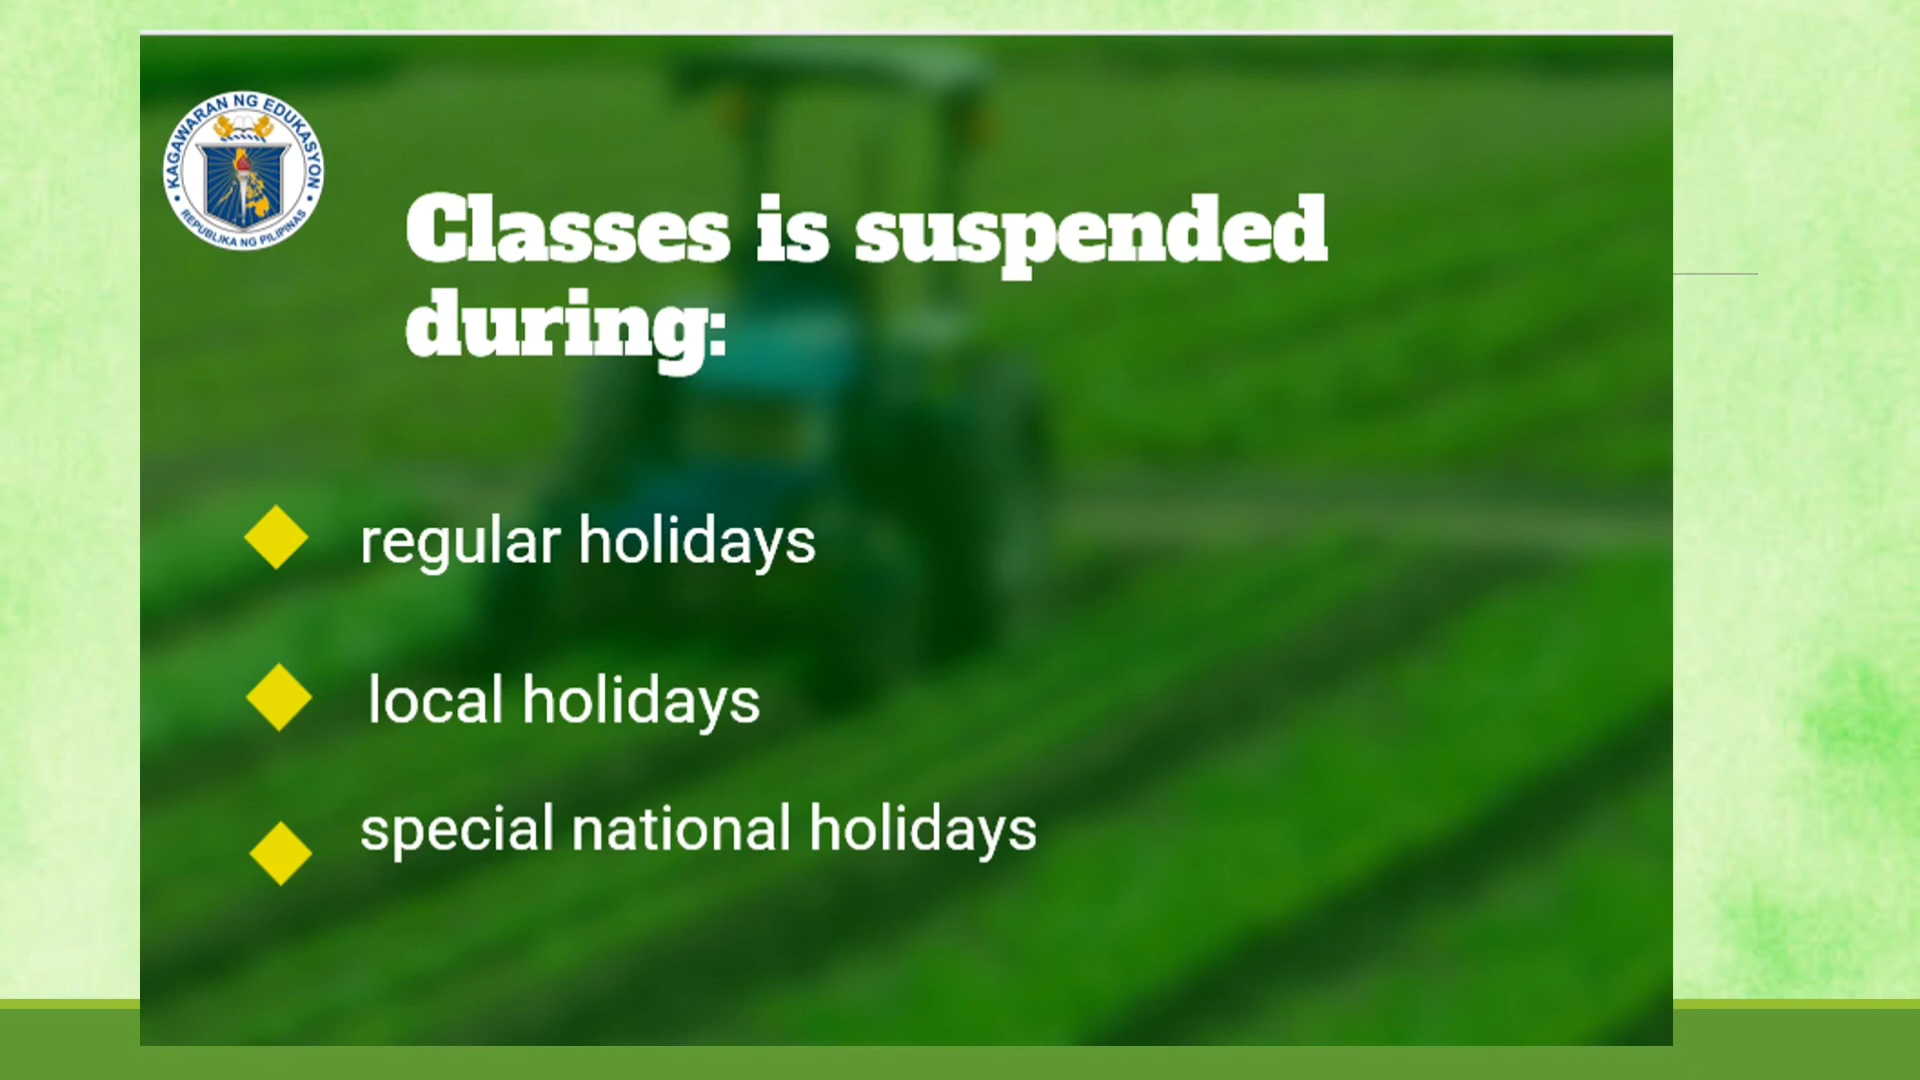 KAGAWARAN NG EDUKASYON
REPUBLIKA NG PILIPINAS
Classes is suspended
during:
regular holidays
local holidays
special national holidays